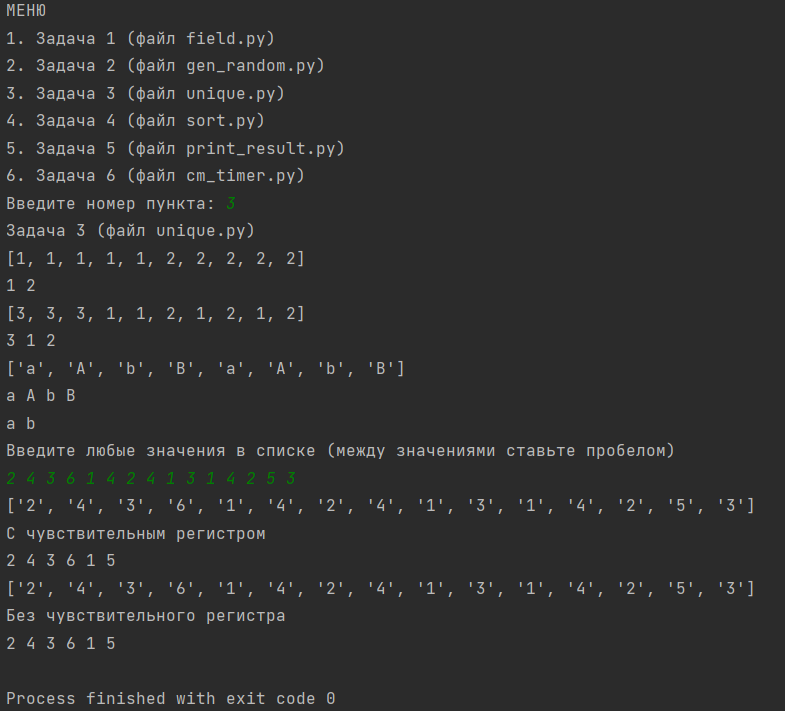 МЕНЮ
1. Задача 1 (файл field.py)
2. Задача 2 (файл gen_random.py)
3. Задача 3 (файл unique.py)
4. Задача 4 (файл sort.py)
5. Задача 5 (файл print_result.py)
6. Задача 6 (файл cm_timer.py)
Введите номер пункта: 3
Задача 3 (файл unique.py)
[1, 1, 1, 1, 1, 2, 2, 2, 2, 2]
1 2
[3, 3, 3, 1, 1, 2, 1, 2, 1, 2]
3 1 2
['a', 'A', 'b', 'B', 'a', 'A', 'b', 'B']
a A b B
a b
Введите любые значения в списке (между значениями ставьте пробелом)
2 4 3 6 1 4 2 4 1 3 1 4 2 5 3
['2', '4', '3', '6', '1', '4', '2', '4', '1', '3', '1', '4', '2', '5', '3']
С чувствительным регистром
2 4 3 6 1 5
['2', '4', '3', '6', '1', '4', '2', '4', '1', '3', '1', '4', '2', '5', '3']
Без чувствительного регистра
2 4 3 6 1 5
Process finished with exit code 0